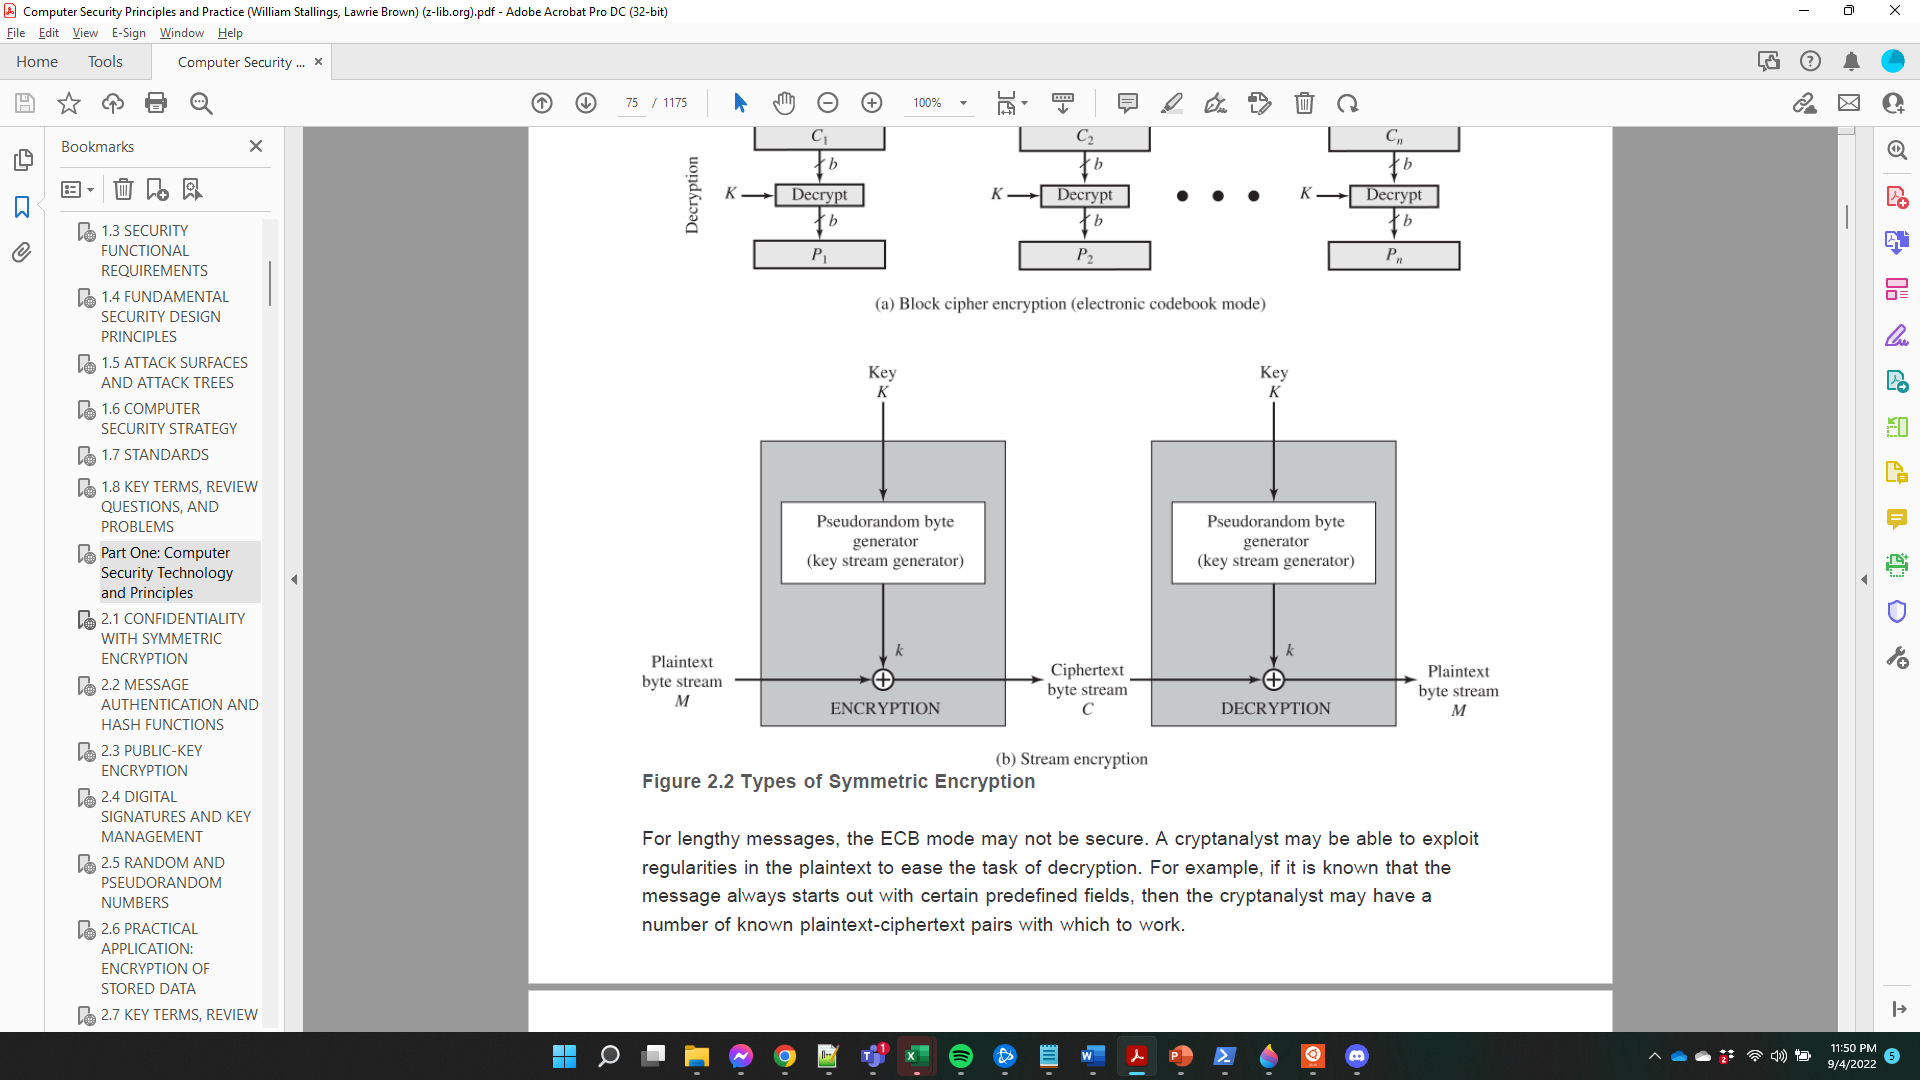 Computer Security Principles and Practice (William Stallings, Lawrie Brown) (z-lib.org).pdf - Adobe Acrobat Pro DC (32-bit)
File Edit View E-Sign Window Help
Home Tools Computer Security ... ×
75 / 1175 100%
Bookmarks
1.3 SECURITY
FUNCTIONAL
REQUIREMENTS
1.4 FUNDAMENTAL
SECURITY DESIGN
PRINCIPLES
1.5 ATTACK SURFACES
AND ATTACK TREES
1.6 COMPUTER
SECURITY STRATEGY
1.7 STANDARDS
1.8 KEY TERMS, REVIEW
QUESTIONS, AND
PROBLEMS
Part One: Computer
Security Technology
and Principles
2.1 CONFIDENTIALITY
WITH SYMMETRIC
ENCRYPTION
2.2 MESSAGE
AUTHENTICATION AND
HASH FUNCTIONS
2.3 PUBLIC-KEY
ENCRYPTION
2.4 DIGITAL
SIGNATURES AND KEY
MANAGEMENT
2.5 RANDOM AND
PSEUDORANDOM
NUMBERS
2.6 PRACTICAL
APPLICATION:
ENCRYPTION OF
STORED DATA
2.7 KEY TERMS, REVIEW
Decryption
C1 C2 Cn
b b b
K Decrypt K Decrypt K Decrypt
b b b
P1 P2 Pn
(a) Block cipher encryption (electronic codebook mode)
Key Key
K K
Pseudorandom byte
generator
(key stream generator)
Pseudorandom byte
generator
(key stream generator)
k k
Plaintext
byte stream
M
ENCRYPTION
Ciphertext
byte stream
C
DECRYPTION
Plaintext
byte stream
M
(b) Stream encryption
Figure 2.2 Types of Symmetric Encryption
For lengthy messages, the ECB mode may not be secure. A cryptanalyst may be able to exploit
regularities in the plaintext to ease the task of decryption. For example, if it is known that the
message always starts out with certain predefined fields, then the cryptanalyst may have a
number of known plaintext-ciphertext pairs with which to work.
11:50 PM
9/4/2022
5
1
2